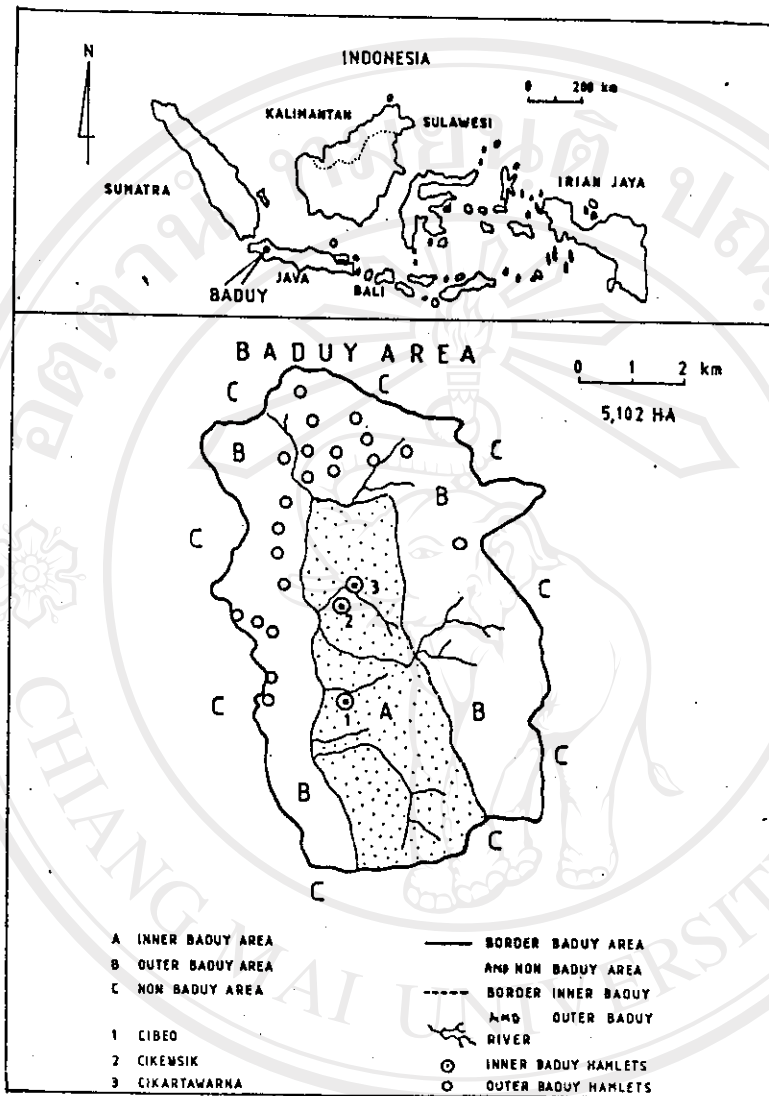 INDONESIA
N
0 200 km
KALIMANTAN
SULAWESI
SUMATRA
IRIAN JAYA
JAVA
BADUY
BALI
BADUY AREA
0 1 2 km
5,102 HA
C
C
C
B
B
C
C
3
2
C
A
B
1
C
B
C
C
A INNER BADUY AREA
B OUTER BADUY AREA
C NON BADUY AREA
1 CIBEO
2 CIKEUSIK
3 CIKARTAWARNA
BORDER BADUY AREA
AND NON BADUY AREA
BORDER INNER BADUY
AND OUTER BADUY
RIVER
INNER BADUY HAMLETS
OUTER BADUY HAMLETS
CHIANG MAI UNIVERSITY